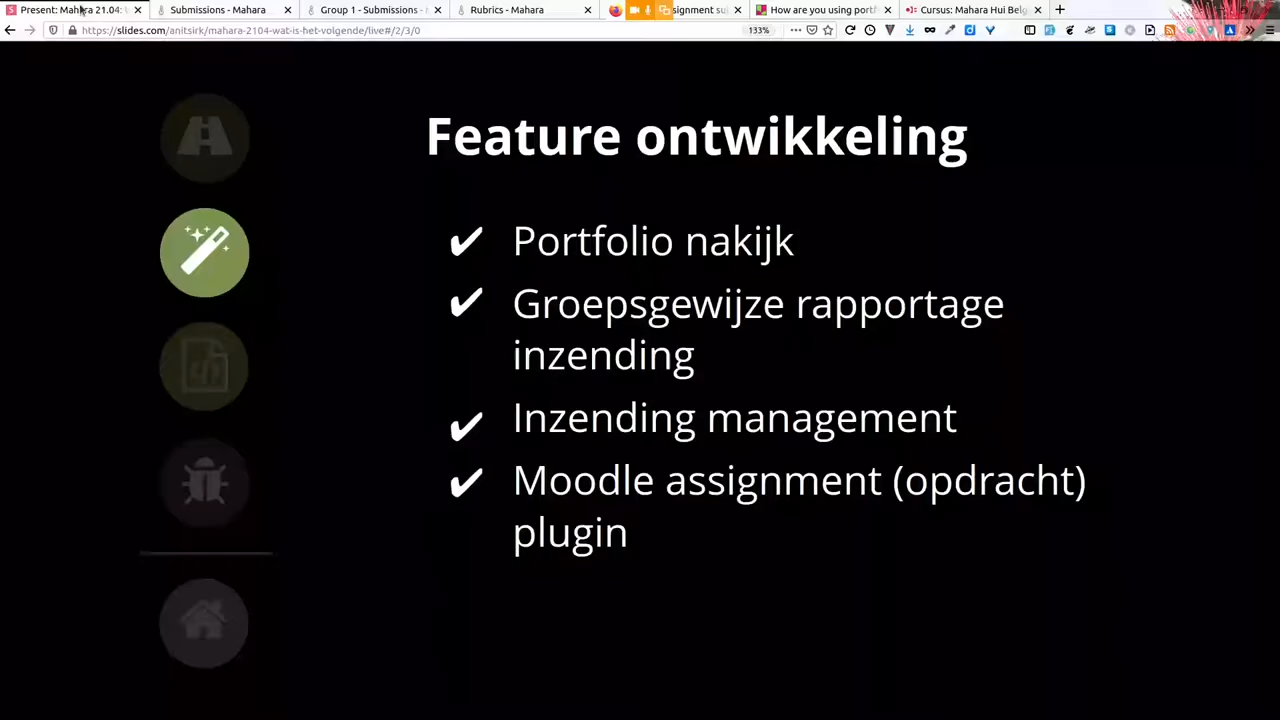 Present: Mahara 21.04:
Submissions - Mahara
Group 1 - Submissions -
Rubrics - Mahara
How are you using portf
Cursus: Mahara Hui Belg
https://slides.com/anitsirk/mahara-2104-wat-is-het-volgende/live#/2/3/0
133%
Feature ontwikkeling
✔ Portfolio nakijk
✔ Groepsgewijze rapportage
inzending
✔ Inzending management
✔ Moodle assignment (opdracht)
plugin